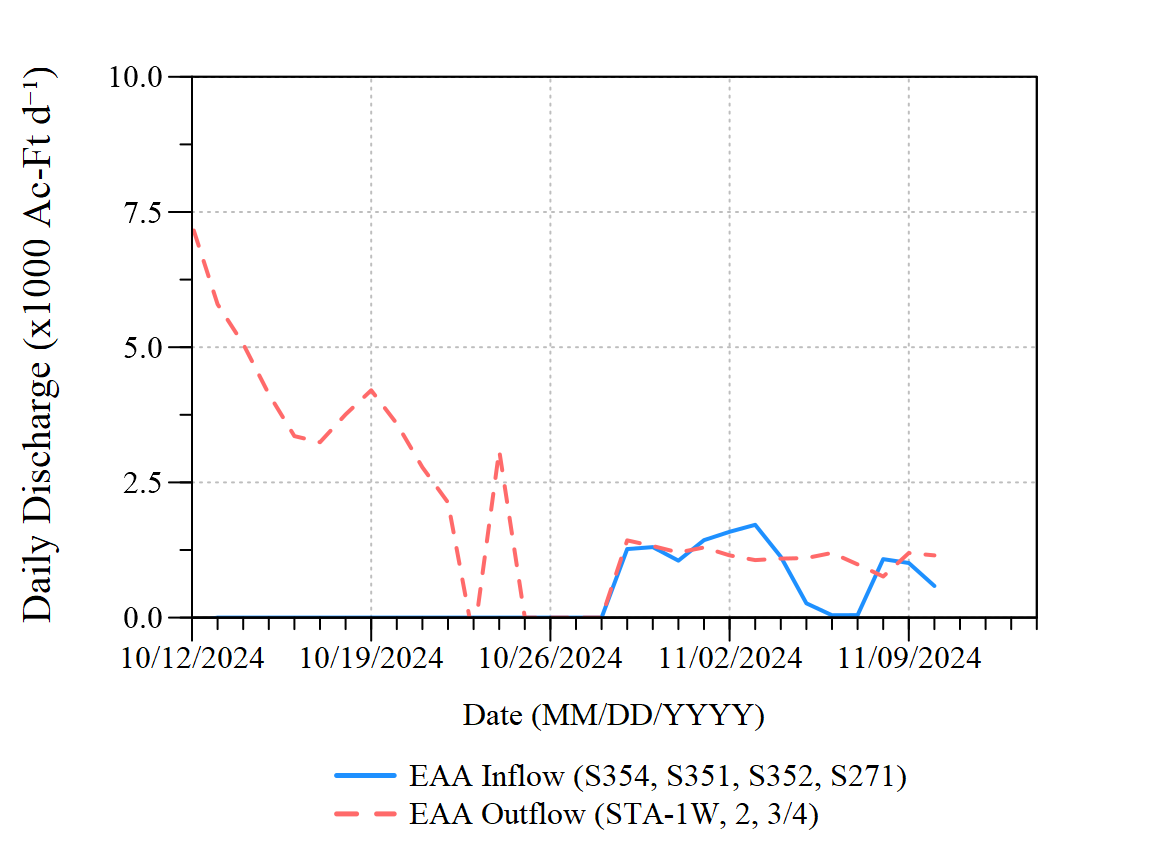 Daily Discharge (x1000 Ac-Ft d⁻¹)
10.0
7.5
5.0
2.5
0.0
10/12/2024 10/19/2024 10/26/2024 11/02/2024 11/09/2024
Date (MM/DD/YYYY)
EAA Inflow (S354, S351, S352, S271)
EAA Outflow (STA-1W, 2, 3/4)